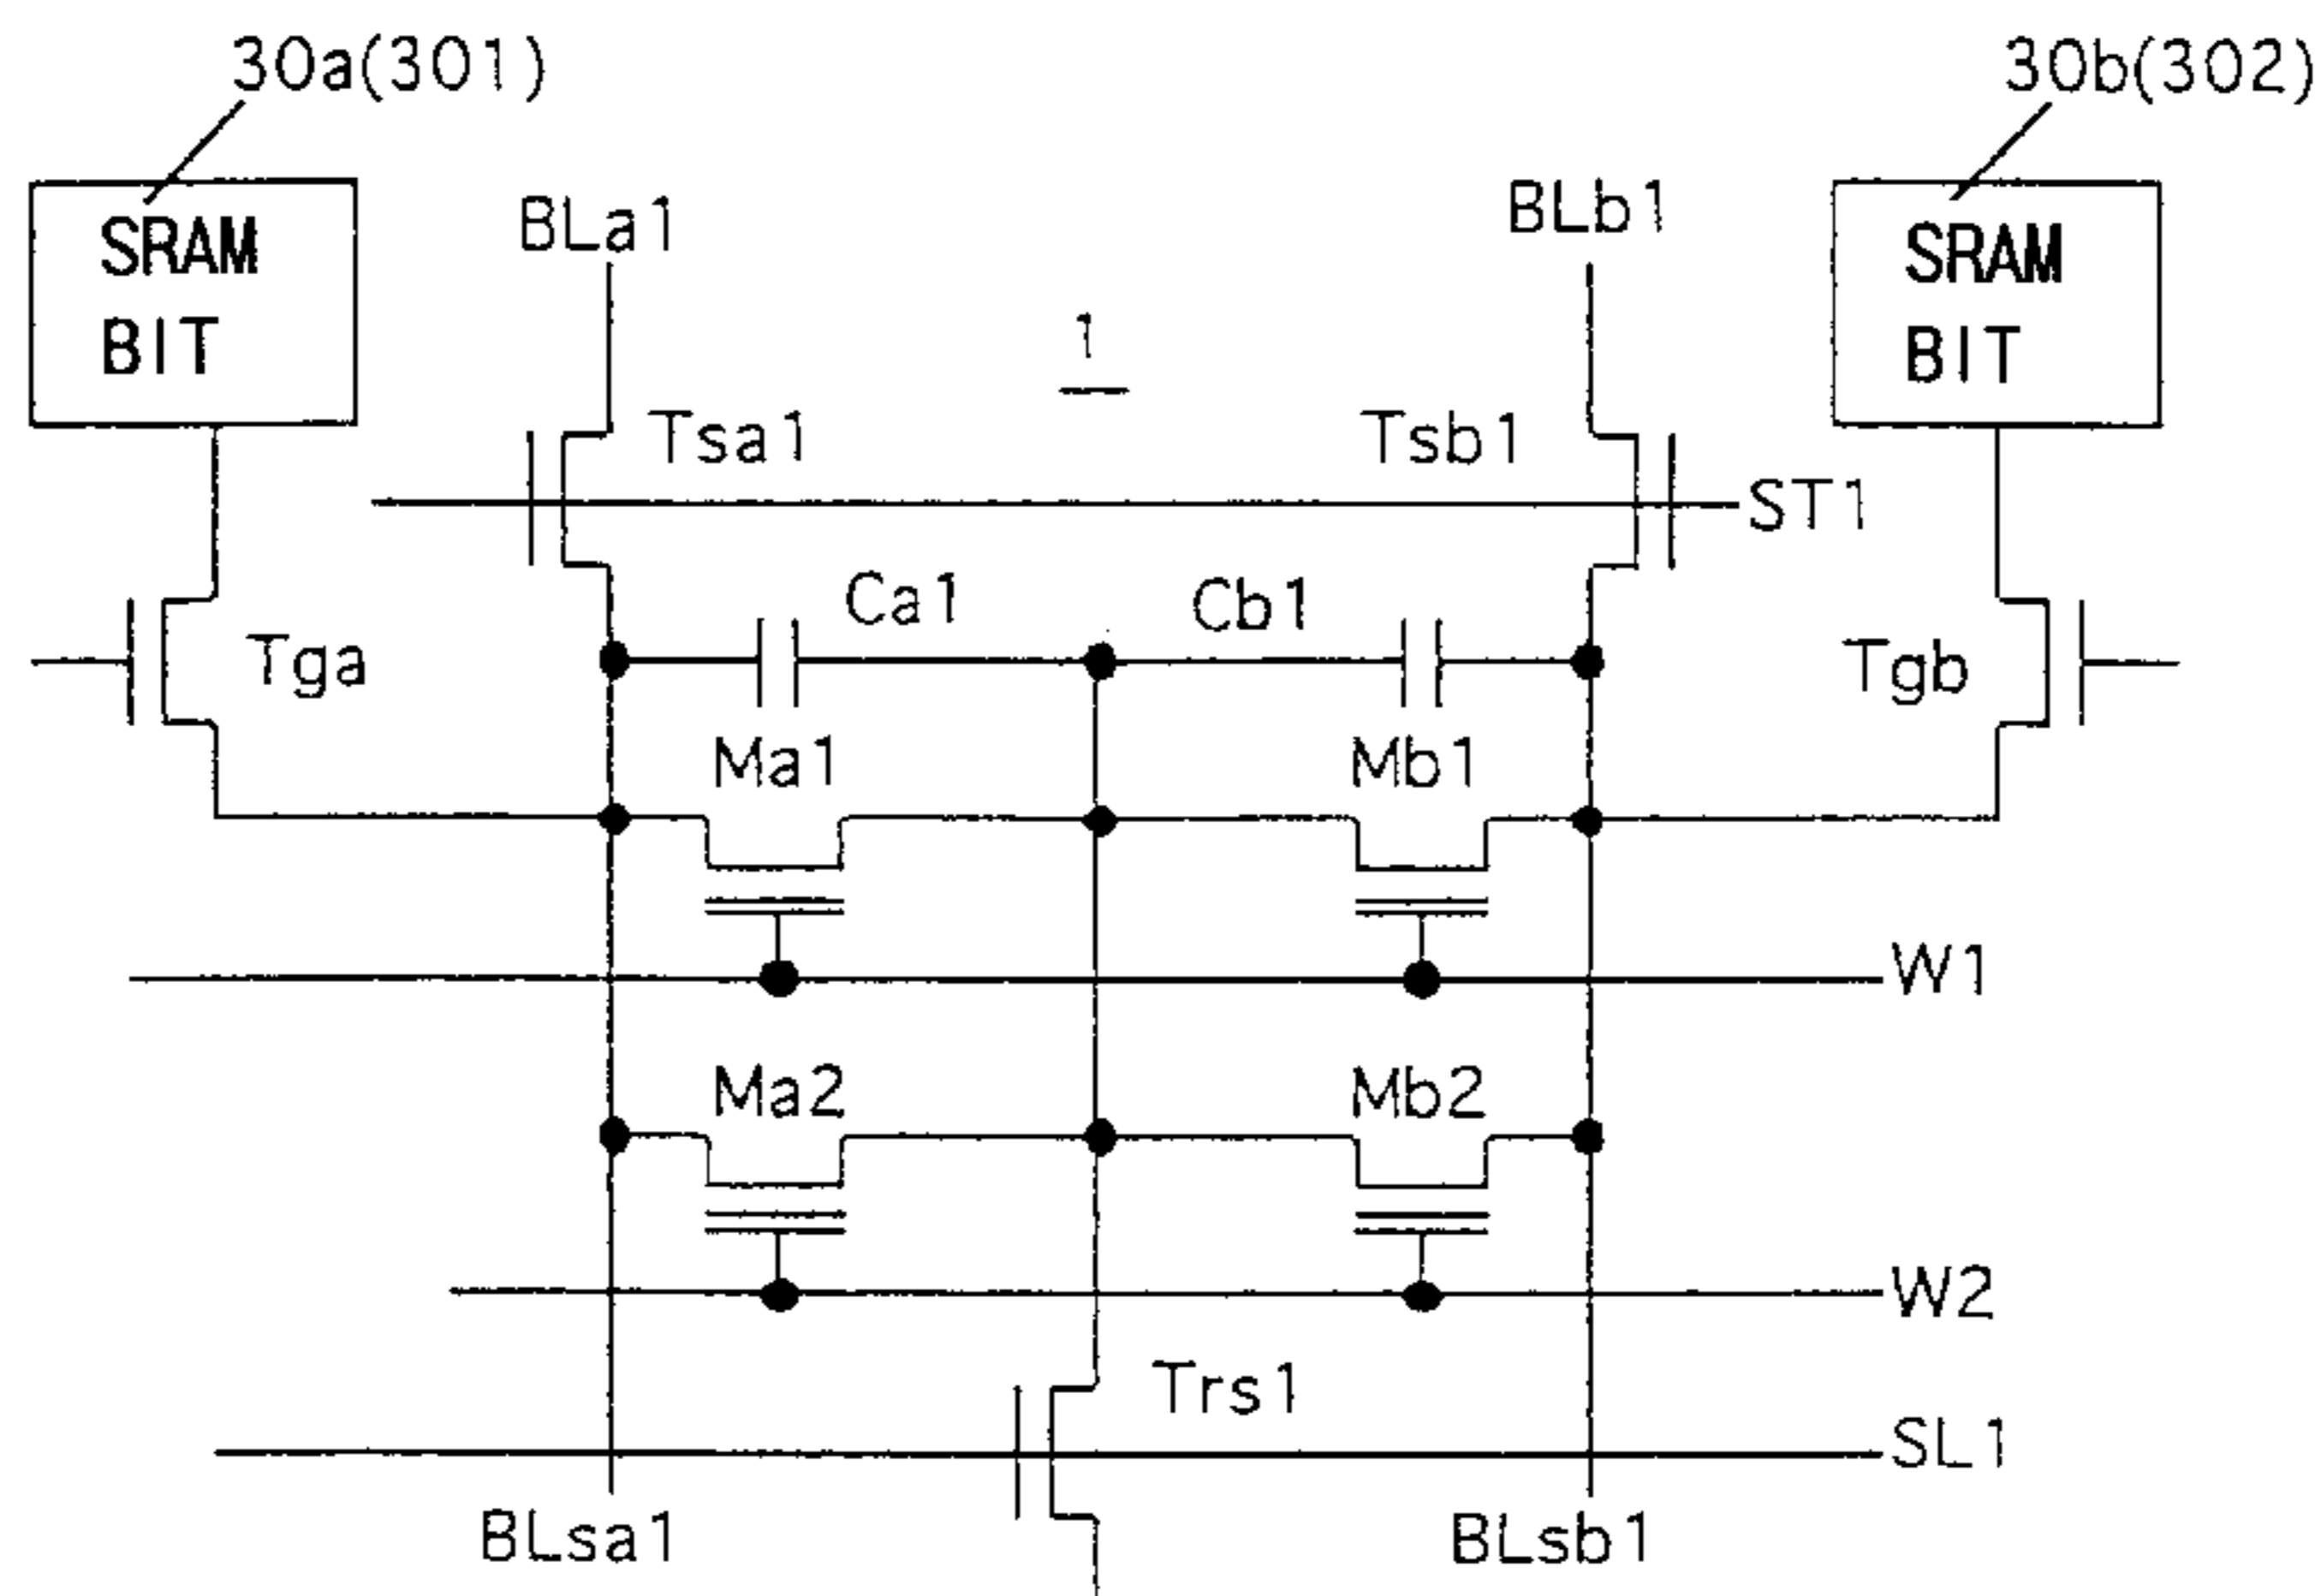 30a(301)
30b(302)
SRAM
BIT
BLa1
BLb1
SRAM
BIT
1
Tsa1
Tsb1
ST1
Ca1
Cb1
Tga
Tgb
Ma1
Mb1
W1
Ma2
Mb2
W2
Trs1
SL1
BLsa1
BLsb1